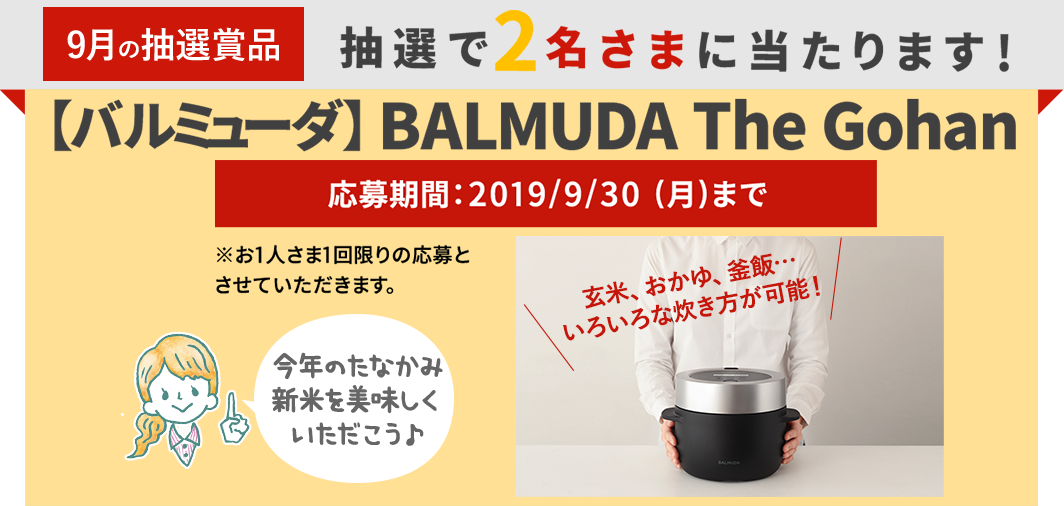 9月の抽選賞品
抽選で2名さまに当たります!
【バルミューダ】BALMUDA The Gohan
応募期間：2019/9/30 (月)まで
※お1人さま1回限りの応募と
させていただきます。
玄米、おかゆ、釜飯…
いろいろな炊き方が可能!
今年のたなかみ
新米を美味しく
いただこう♪
BALMUDA